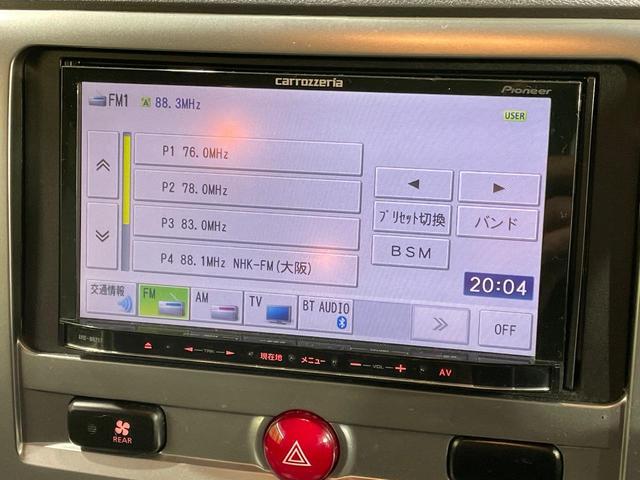 carrozzeria
Pioneer
FM1 A 88.3MHz
USER
P1 76.0MHz
P2 78.0MHz
P3 83.0MHz
P4 88.1MHz NHK-FM(大阪)
プリセット切換
バンド
BSM
20:04
交通情報
FM
AM
TV
BT AUDIO
OFF
TRK
現在地
メニュー
VOL
AV
REAR